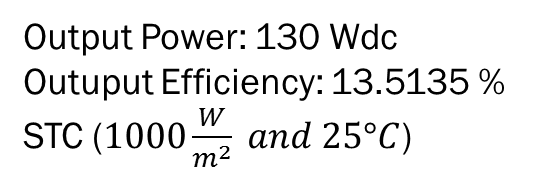 Output Power: 130 Wdc
Outuput Efficiency: 13.5135 %
STC (1000 W/m² and 25°C)